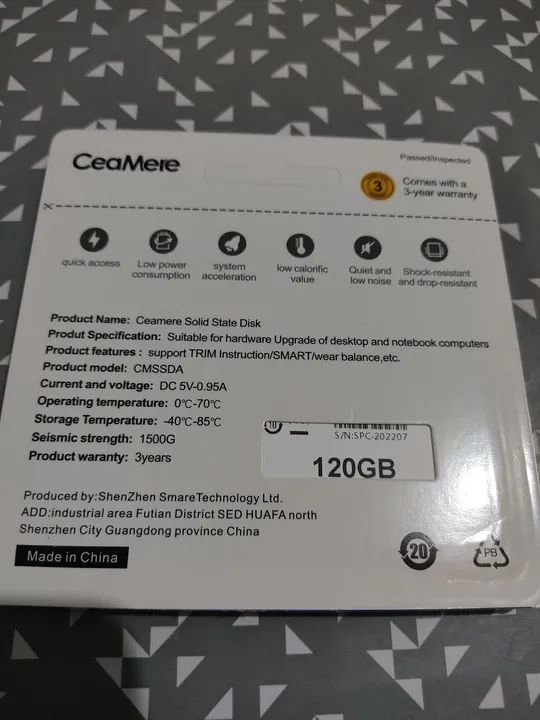 CeaMere
Passed/Inspected
3
Comes with a
3-year warranty
quick access
Low power
consumption
system
acceleration
low calorific
value
Quiet and
low noise
Shock-resistant
and drop-resistant
Product Name: Ceamere Solid State Disk
Produt Specification: Suitable for hardware Upgrade of desktop and notebook computers
Product features : support TRIM Instruction/SMART/wear balance,etc.
Product model: CMSSDA
Current and voltage: DC 5V-0.95A
Operating temperature: 0℃-70℃
Storage Temperature: -40℃-85℃
Seismic strength: 1500G
Product waranty: 3years
S/N:SPC-202207
120GB
Produced by:ShenZhen SmareTechnology Ltd.
ADD:industrial area Futian District SED HUAFA north
Shenzhen City Guangdong province China
Made in China
20
PB